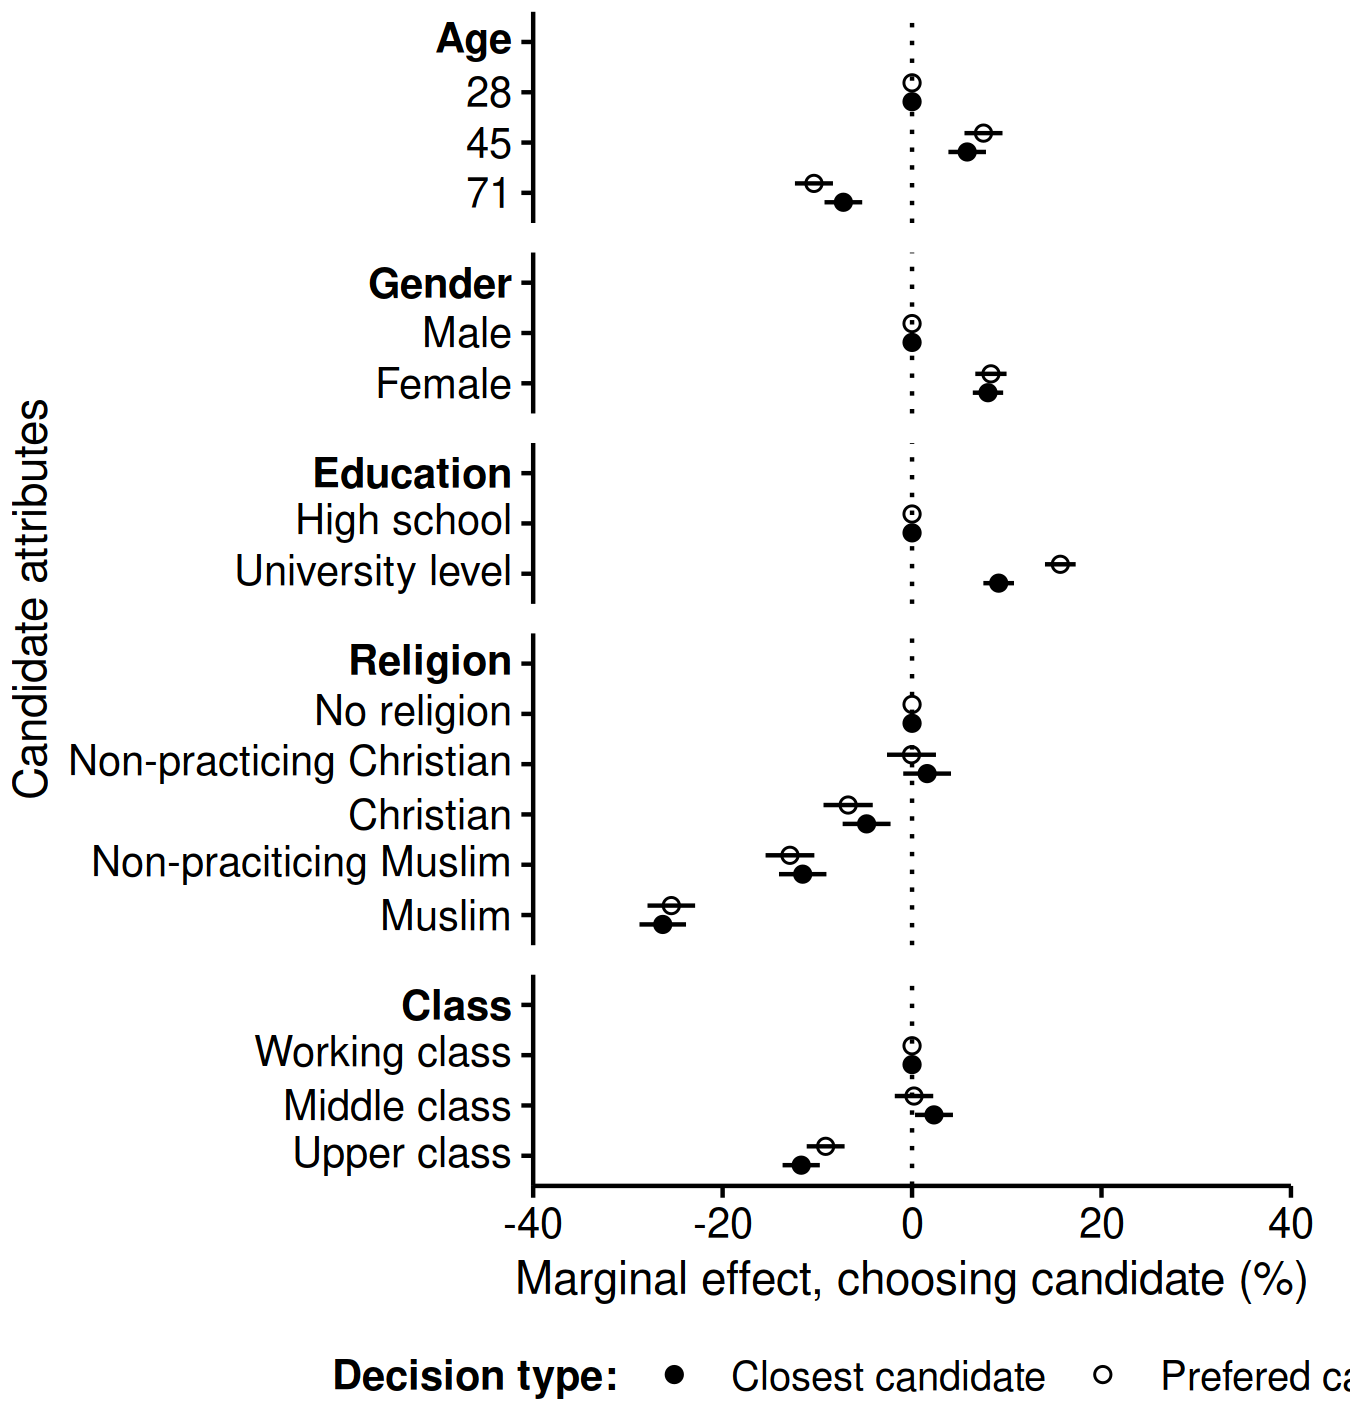 Candidate attributes
Age
28
45
71
Gender
Male
Female
Education
High school
University level
Religion
No religion
Non-practicing Christian
Christian
Non-praciticing Muslim
Muslim
Class
Working class
Middle class
Upper class
-40 -20 0 20 40
Marginal effect, choosing candidate (%)
Decision type: Closest candidate Prefered